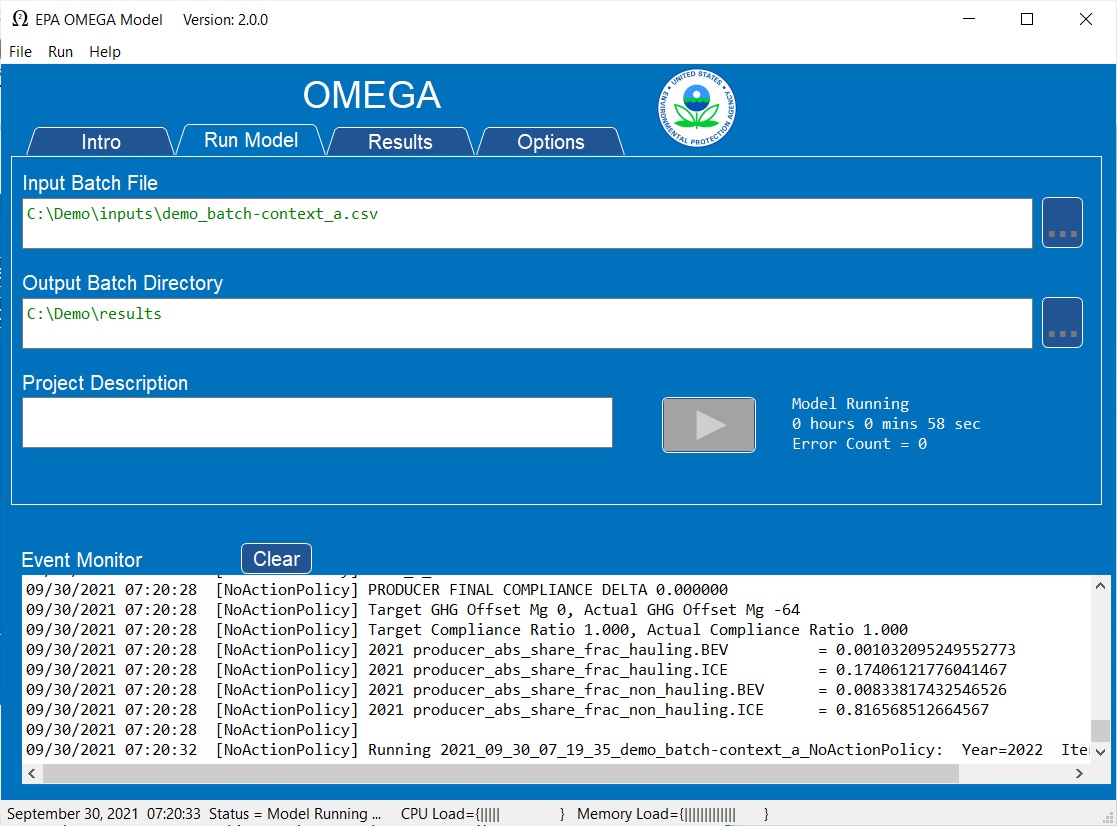 EPA OMEGA Model Version: 2.0.0
File Run Help
OMEGA
UNITED STATES ENVIRONMENTAL PROTECTION AGENCY
Intro Run Model Results Options
Input Batch File
C:\Demo\inputs\demo_batch-context_a.csv
...
Output Batch Directory
C:\Demo\results
...
Project Description
Model Running
0 hours 0 mins 58 sec
Error Count = 0
Event Monitor Clear
09/30/2021 07:20:28 [NoActionPolicy] PRODUCER FINAL COMPLIANCE DELTA 0.000000
09/30/2021 07:20:28 [NoActionPolicy] Target GHG Offset Mg 0, Actual GHG Offset Mg -64
09/30/2021 07:20:28 [NoActionPolicy] Target Compliance Ratio 1.000, Actual Compliance Ratio 1.000
09/30/2021 07:20:28 [NoActionPolicy] 2021 producer_abs_share_frac_hauling.BEV = 0.001032095249552773
09/30/2021 07:20:28 [NoActionPolicy] 2021 producer_abs_share_frac_hauling.ICE = 0.17406121776041467
09/30/2021 07:20:28 [NoActionPolicy] 2021 producer_abs_share_frac_non_hauling.BEV = 0.00833817432546526
09/30/2021 07:20:28 [NoActionPolicy] 2021 producer_abs_share_frac_non_hauling.ICE = 0.816568512664567
09/30/2021 07:20:28 [NoActionPolicy]
09/30/2021 07:20:32 [NoActionPolicy] Running 2021_09_30_07_19_35_demo_batch-context_a_NoActionPolicy: Year=2022 Ite
September 30, 2021 07:20:33 Status = Model Running ... CPU Load={||||| } Memory Load={||||||||||||| }